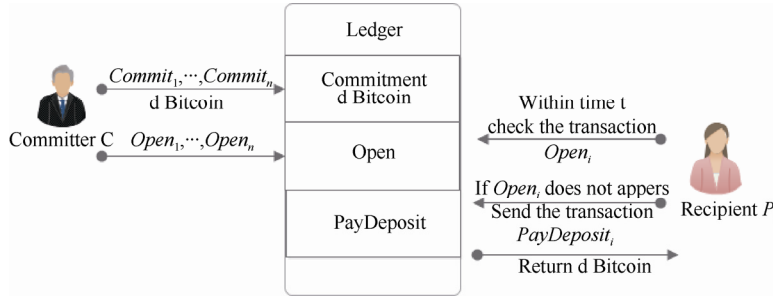 Ledger
Commit₁,···,Commitₙ
d Bitcoin
Commitment
d Bitcoin
Committer C
Open₁,···,Openₙ
Open
Within time t
check the transaction
Openᵢ
If Openᵢ does not appers
Send the transaction
PayDepositᵢ
Recipient P
PayDeposit
Return d Bitcoin